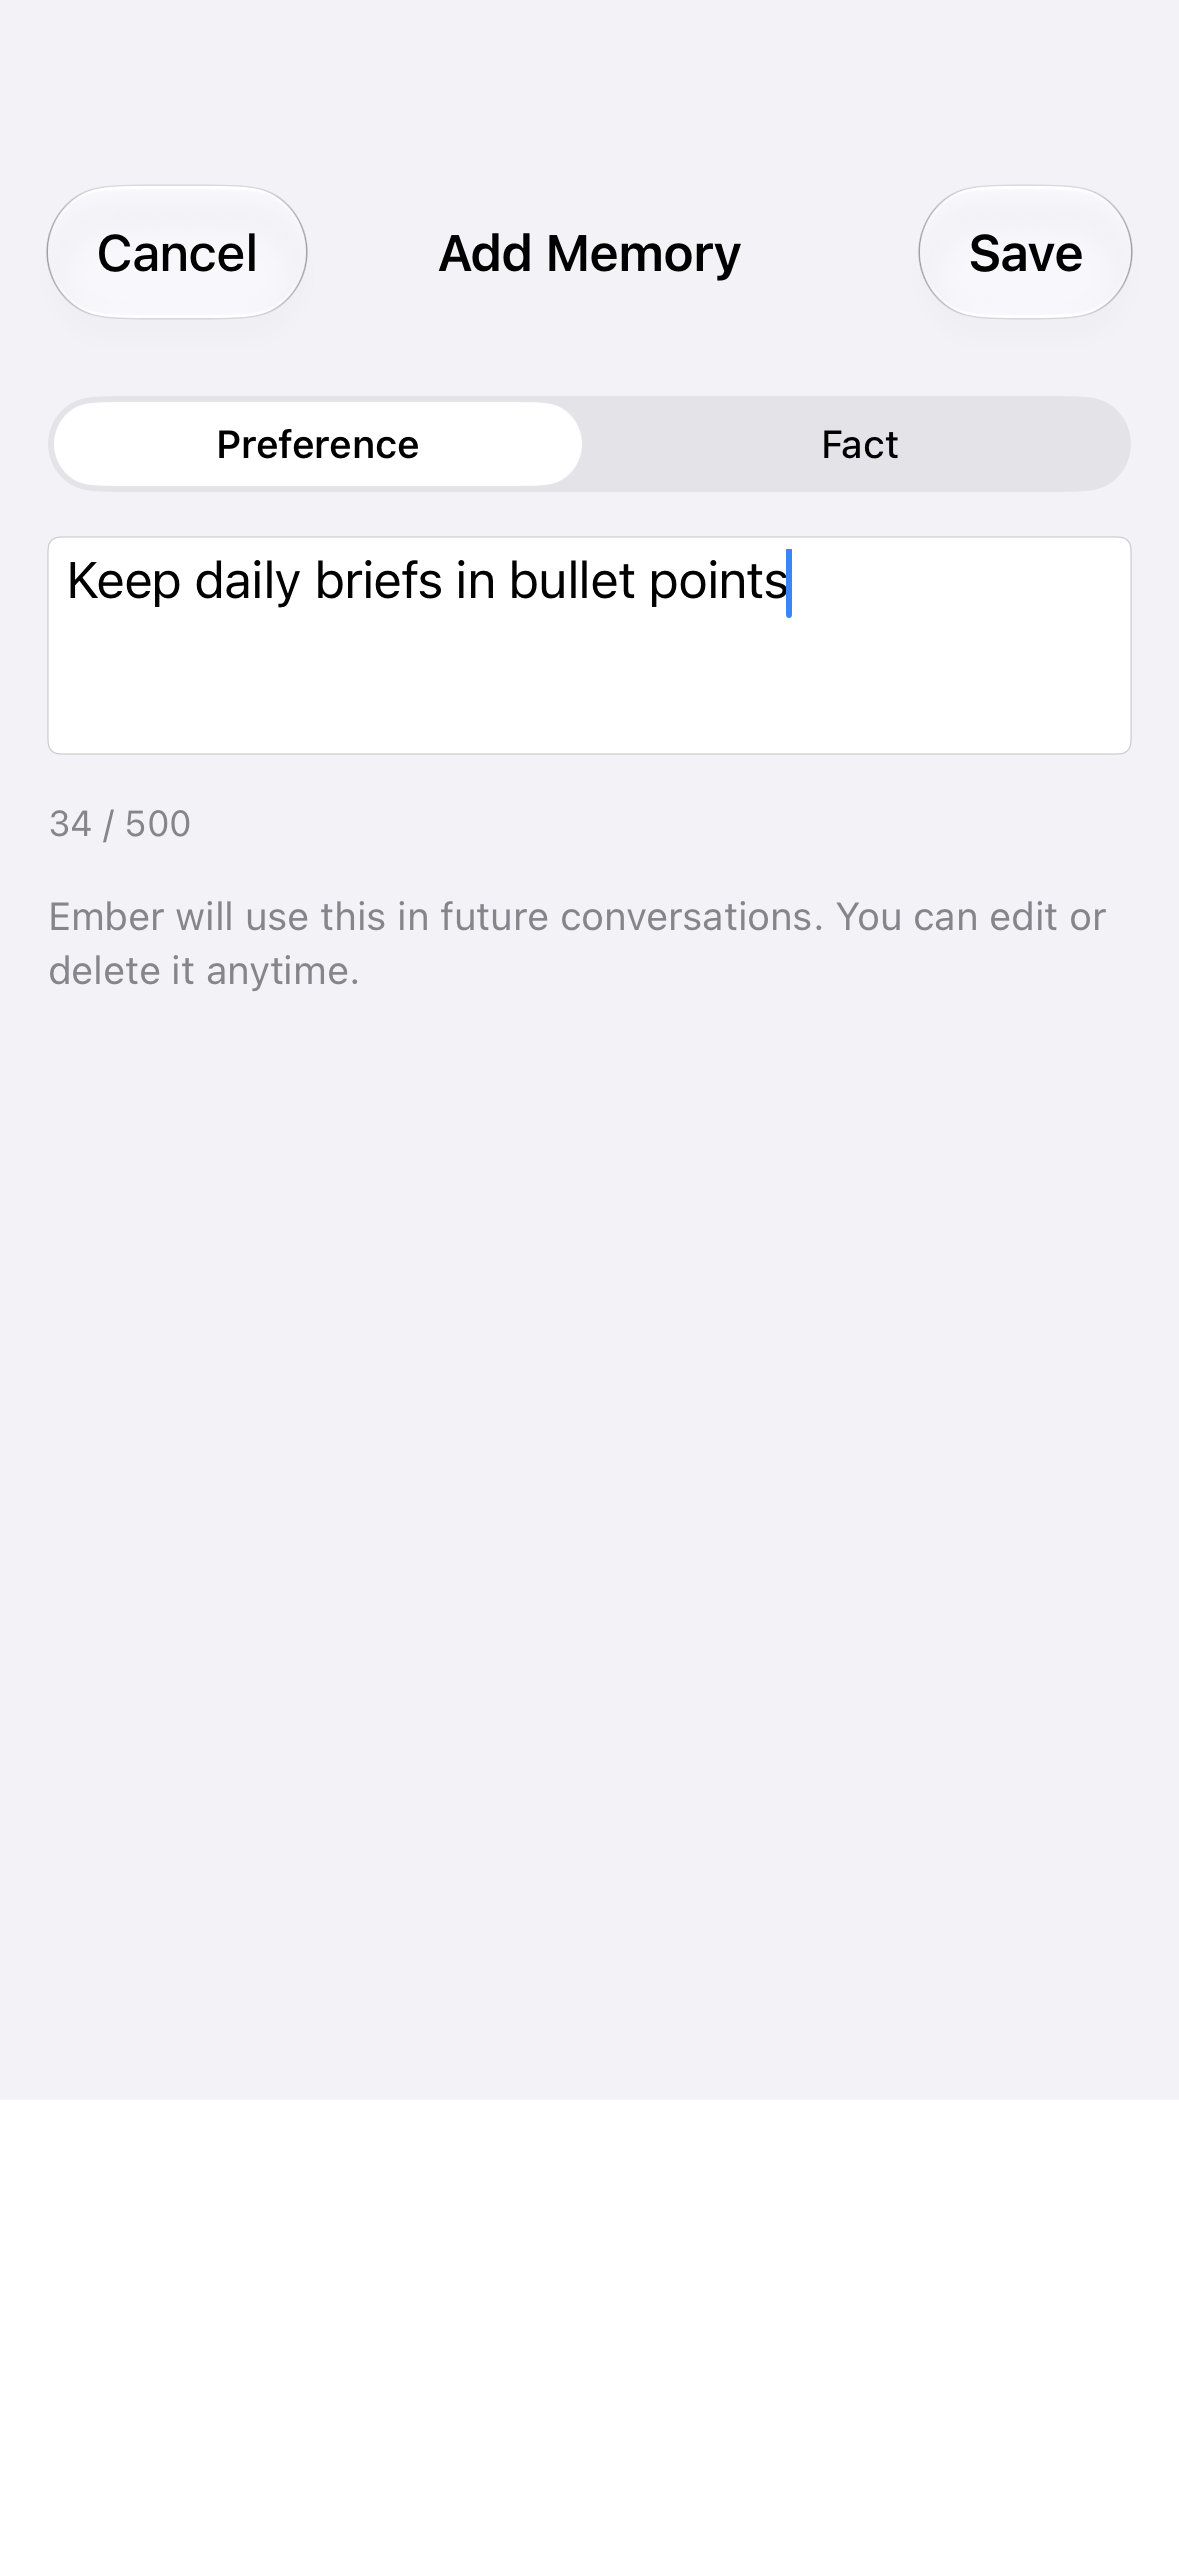 Cancel
Add Memory
Save
Preference
Fact
Keep daily briefs in bullet points
34 / 500
Ember will use this in future conversations. You can edit or
delete it anytime.